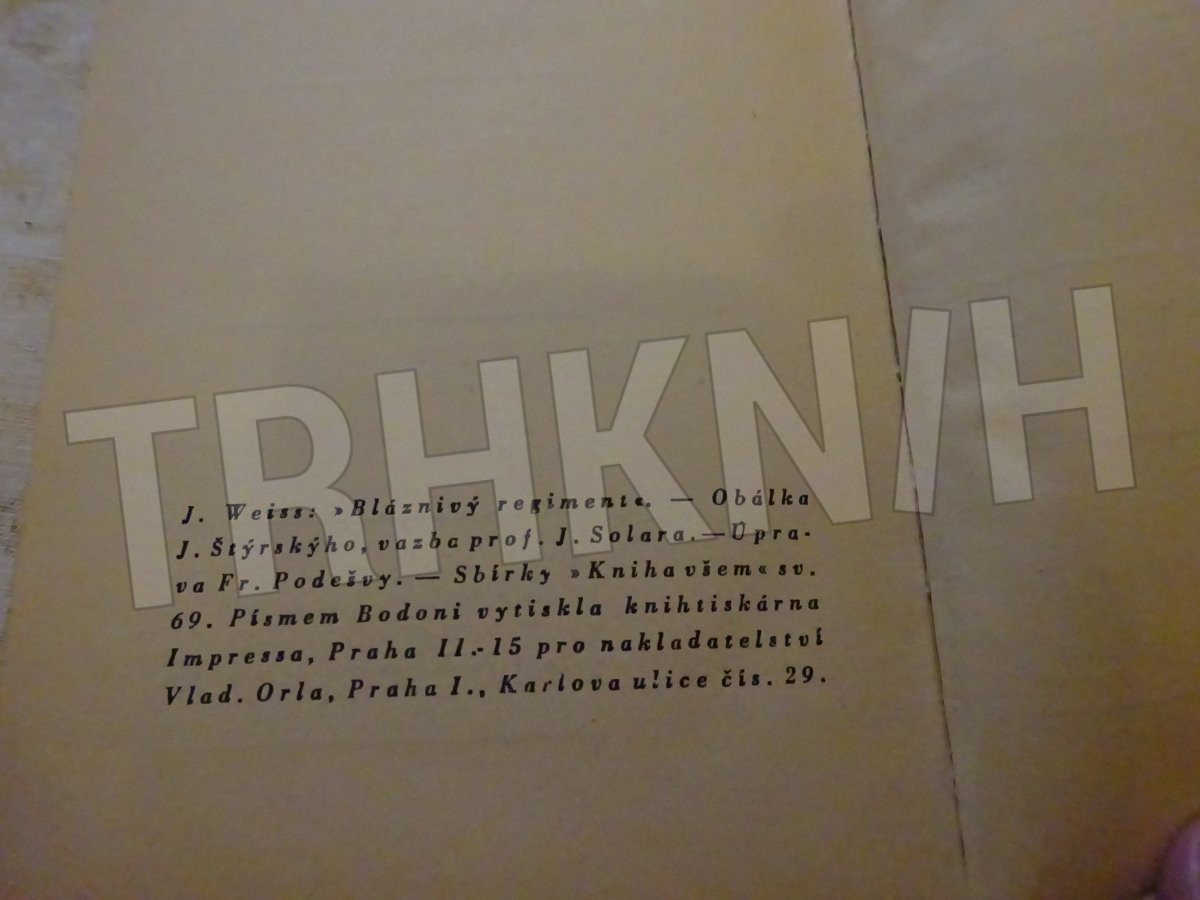 TRHKNIH
J. Weiss: »Bláznivý regiment«. — Obálka
J. Štýrskýho, vazba prof. J. Solara. — Úpra-
va Fr. Podešvy. — Sbírky »Kniha všem« sv.
69. Písmem Bodoni vytiskla knihtiskárna
Impressa, Praha II.-15 pro nakladatelství
Vlad. Orla, Praha I., Karlova ulice čís. 29.